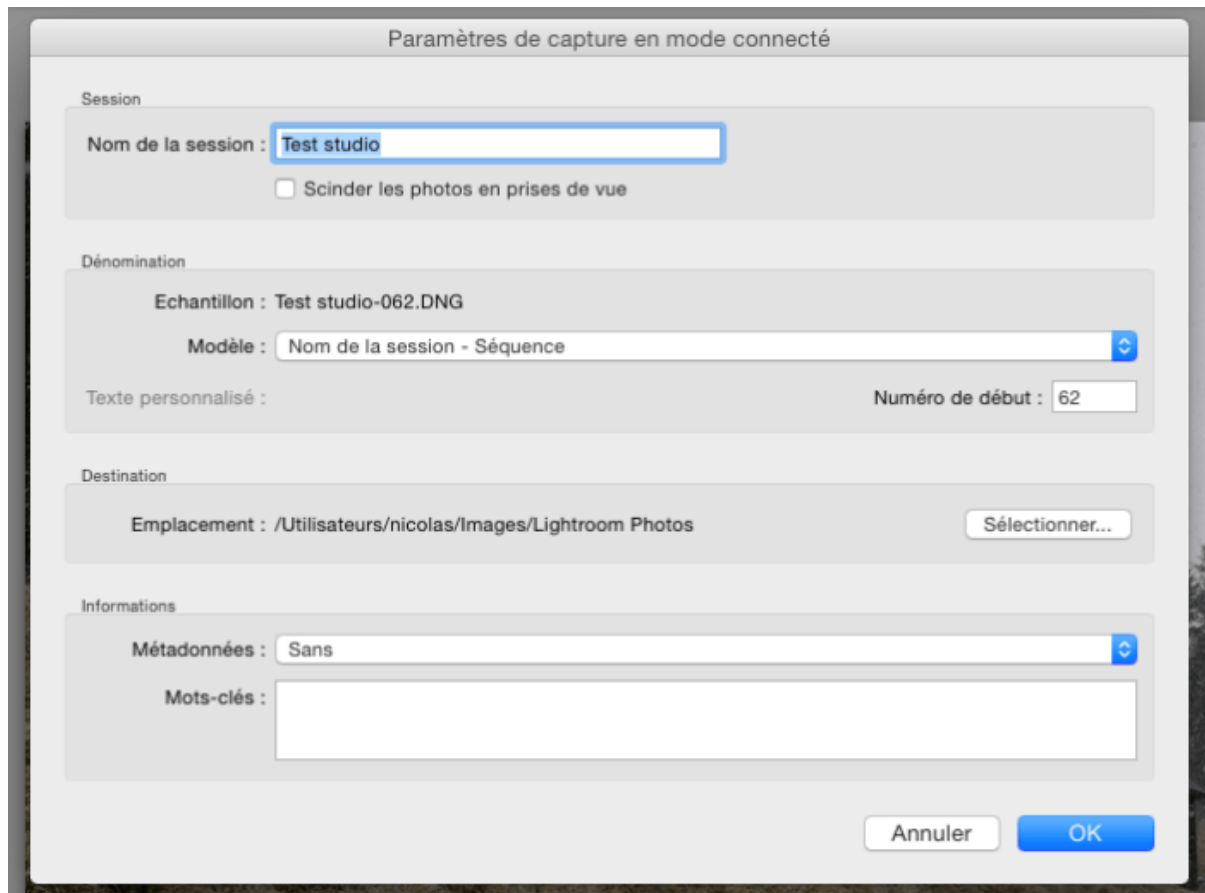 Paramètres de capture en mode connecté
Session
Nom de la session : Test studio
Scinder les photos en prises de vue
Dénomination
Echantillon : Test studio-062.DNG
Modèle : Nom de la session - Séquence
Texte personnalisé : Numéro de début : 62
Destination
Emplacement : /Utilisateurs/nicolas/Images/Lightroom Photos Sélectionner...
Informations
Métadonnées : Sans
Mots-clés :
Annuler OK